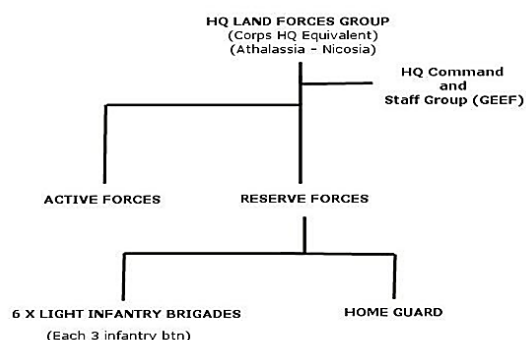 HQ LAND FORCES GROUP
(Corps HQ Equivalent)
(Athalassia - Nicosia)
HQ Command
and
Staff Group (GEEF)
ACTIVE FORCES
RESERVE FORCES
6 X LIGHT INFANTRY BRIGADES
(Each 3 infantry btn)
HOME GUARD